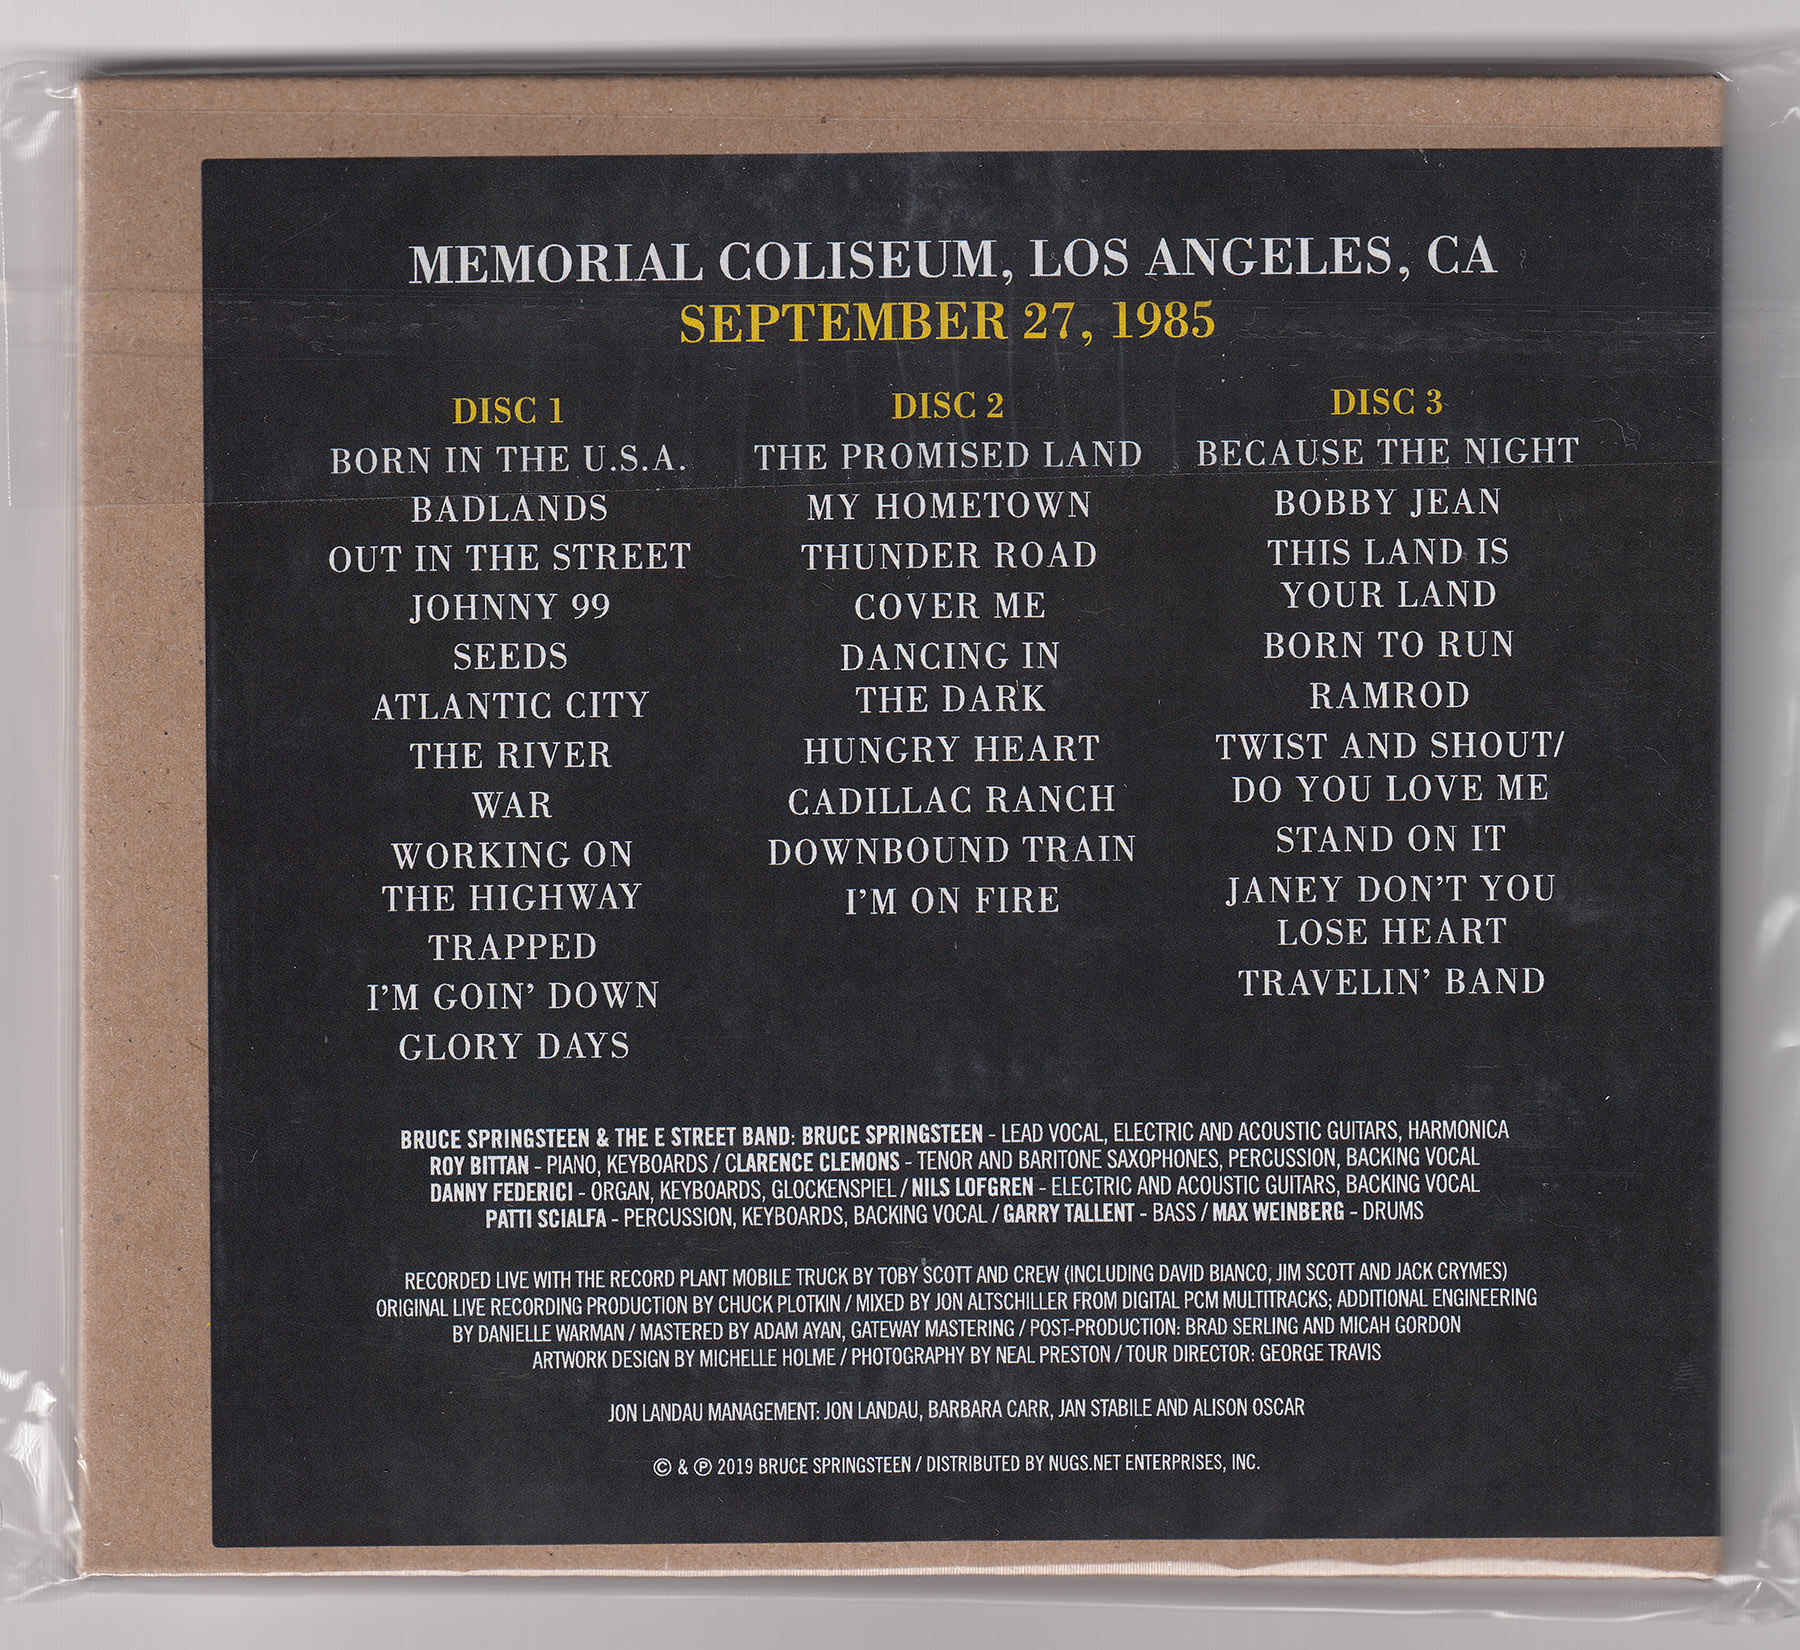 MEMORIAL COLISEUM, LOS ANGELES, CA
SEPTEMBER 27, 1985
DISC 1
BORN IN THE U.S.A.
BADLANDS
OUT IN THE STREET
JOHNNY 99
SEEDS
ATLANTIC CITY
THE RIVER
WAR
WORKING ON
THE HIGHWAY
TRAPPED
I'M GOIN' DOWN
GLORY DAYS
DISC 2
THE PROMISED LAND
MY HOMETOWN
THUNDER ROAD
COVER ME
DANCING IN
THE DARK
HUNGRY HEART
CADILLAC RANCH
DOWNBOUND TRAIN
I'M ON FIRE
DISC 3
BECAUSE THE NIGHT
BOBBY JEAN
THIS LAND IS
YOUR LAND
BORN TO RUN
RAMROD
TWIST AND SHOUT/
DO YOU LOVE ME
STAND ON IT
JANEY DON'T YOU
LOSE HEART
TRAVELIN' BAND
BRUCE SPRINGSTEEN & THE E STREET BAND: BRUCE SPRINGSTEEN - LEAD VOCAL, ELECTRIC AND ACOUSTIC GUITARS, HARMONICA
ROY BITTAN - PIANO, KEYBOARDS / CLARENCE CLEMONS - TENOR AND BARITONE SAXOPHONES, PERCUSSION, BACKING VOCAL
DANNY FEDERICI - ORGAN, KEYBOARDS, GLOCKENSPIEL / NILS LOFGREN - ELECTRIC AND ACOUSTIC GUITARS, BACKING VOCAL
PATTI SCIALFA - PERCUSSION, KEYBOARDS, BACKING VOCAL / GARRY TALLENT - BASS / MAX WEINBERG - DRUMS
RECORDED LIVE WITH THE RECORD PLANT MOBILE TRUCK BY TOBY SCOTT AND CREW (INCLUDING DAVID BIANCO, JIM SCOTT AND JACK CRYMES)
ORIGINAL LIVE RECORDING PRODUCTION BY CHUCK PLOTKIN / MIXED BY JON ALTSCHILLER FROM DIGITAL PCM MULTITRACKS; ADDITIONAL ENGINEERING
BY DANIELLE WARMAN / MASTERED BY ADAM AYAN, GATEWAY MASTERING / POST-PRODUCTION: BRAD SERLING AND MICAH GORDON
ARTWORK DESIGN BY MICHELLE HOLME / PHOTOGRAPHY BY NEAL PRESTON / TOUR DIRECTOR: GEORGE TRAVIS
JON LANDAU MANAGEMENT: JON LANDAU, BARBARA CARR, JAN STABILE AND ALISON OSCAR
© & ℗ 2019 BRUCE SPRINGSTEEN / DISTRIBUTED BY NUGS.NET ENTERPRISES, INC.